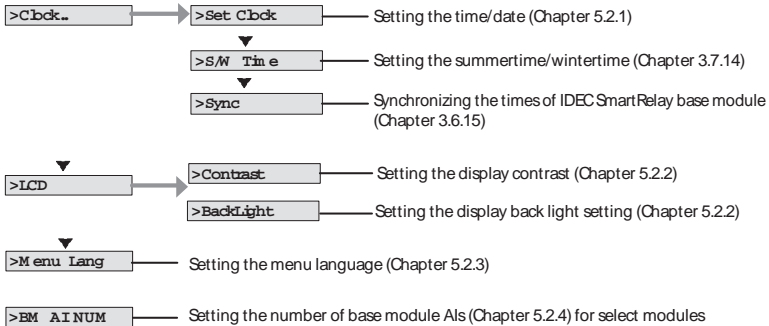 >Clock.. >Set Clock Setting the time/date (Chapter 5.2.1)
>S/W Time Setting the summertime/wintertime (Chapter 3.7.14)
>Sync Synchronizing the times of IDEC SmartRelay base module
(Chapter 3.6.15)
>LCD >Contrast Setting the display contrast (Chapter 5.2.2)
>BackLight Setting the display back light setting (Chapter 5.2.2)
>Menu Lang Setting the menu language (Chapter 5.2.3)
>BM AINUM Setting the number of base module AIs (Chapter 5.2.4) for select modules